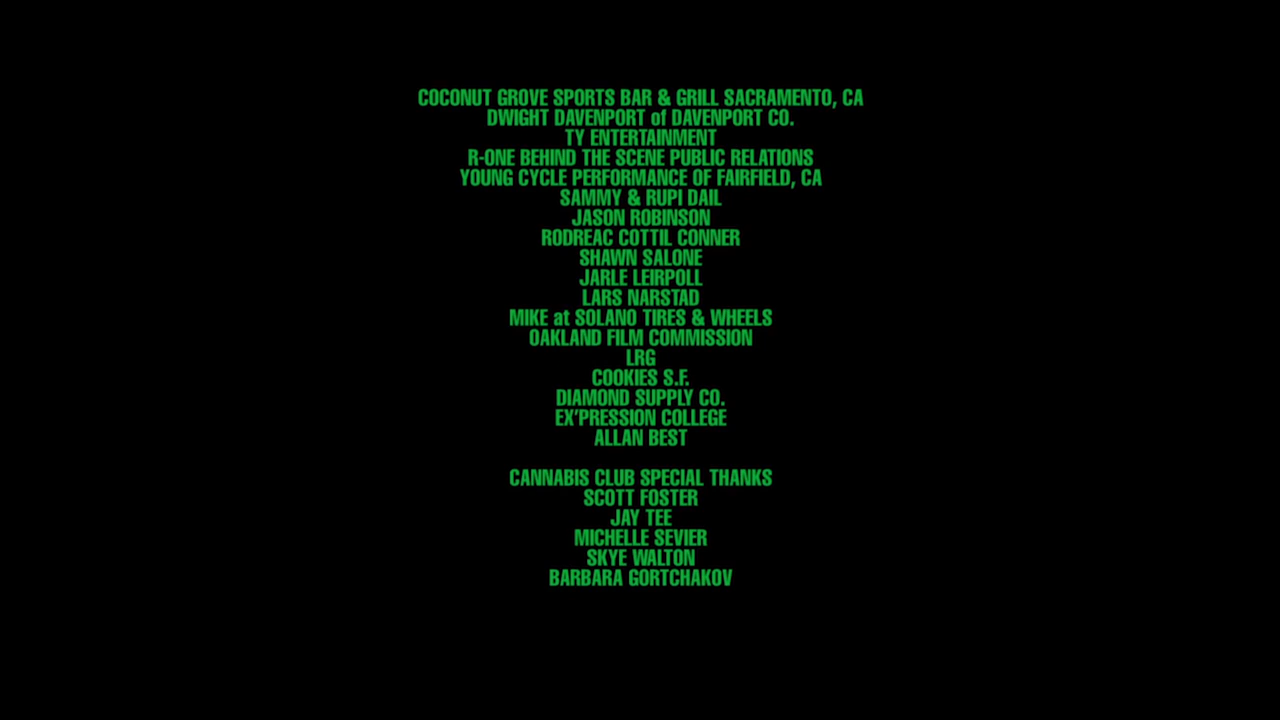 COCONUT GROVE SPORTS BAR & GRILL SACRAMENTO, CA
DWIGHT DAVENPORT of DAVENPORT CO.
TY ENTERTAINMENT
R-ONE BEHIND THE SCENE PUBLIC RELATIONS
YOUNG CYCLE PERFORMANCE OF FAIRFIELD, CA
SAMMY & RUPI DAIL
JASON ROBINSON
RODREAC COTTIL CONNER
SHAWN SALONE
JARLE LEIRPOLL
LARS NARSTAD
MIKE at SOLANO TIRES & WHEELS
OAKLAND FILM COMMISSION
LRG
COOKIES S.F.
DIAMOND SUPPLY CO.
EX'PRESSION COLLEGE
ALLAN BEST
CANNABIS CLUB SPECIAL THANKS
SCOTT FOSTER
JAY TEE
MICHELLE SEVIER
SKYE WALTON
BARBARA GORTCHAKOV